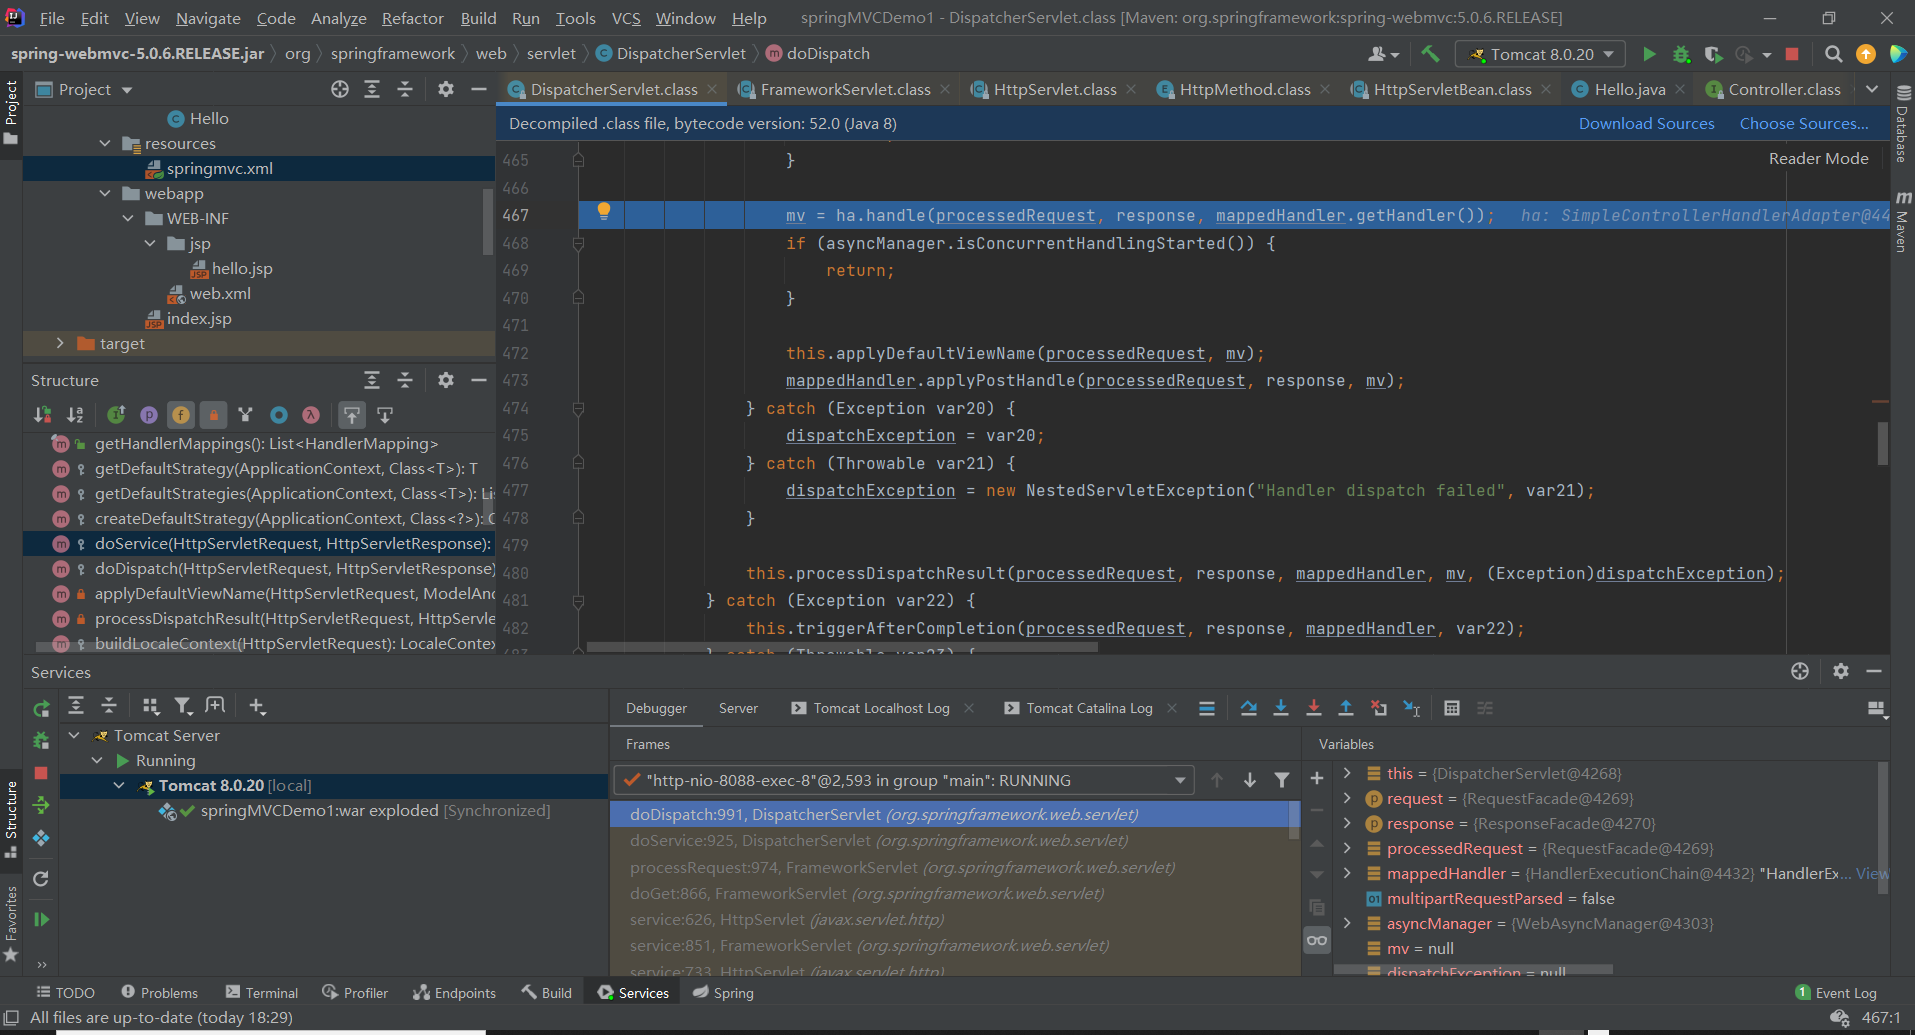 File Edit View Navigate Code Analyze Refactor Build Run Tools VCS Window Help springMVCDemo1 - DispatcherServlet.class [Maven: org.springframework:spring-webmvc:5.0.6.RELEASE]
spring-webmvc-5.0.6.RELEASE.jar org springframework web servlet DispatcherServlet doDispatch Tomcat 8.0.20
Project
DispatcherServlet.class FrameworkServlet.class HttpServlet.class HttpMethod.class HttpServletBean.class Hello.java Controller.class
Project
Hello
resources
springmvc.xml
webapp
WEB-INF
jsp
hello.jsp
web.xml
index.jsp
target
Decompiled .class file, bytecode version: 52.0 (Java 8) Download Sources Choose Sources...
Reader Mode
465 }
466
467 mv = ha.handle(processedRequest, response, mappedHandler.getHandler()); ha: SimpleControllerHandlerAdapter@44
468 if (asyncManager.isConcurrentHandlingStarted()) {
469 return;
470 }
471
472 this.applyDefaultViewName(processedRequest, mv);
473 mappedHandler.applyPostHandle(processedRequest, response, mv);
474 } catch (Exception var20) {
475 dispatchException = var20;
476 } catch (Throwable var21) {
477 dispatchException = new NestedServletException("Handler dispatch failed", var21);
478 }
479
480 this.processDispatchResult(processedRequest, response, mappedHandler, mv, (Exception)dispatchException);
481 } catch (Exception var22) {
482 this.triggerAfterCompletion(processedRequest, response, mappedHandler, var22);
483 } catch (Throwable var23) {
Database
Maven
Structure
getHandlerMappings(): List<HandlerMapping>
getDefaultStrategy(ApplicationContext, Class<T>): T
getDefaultStrategies(ApplicationContext, Class<T>): Li
createDefaultStrategy(ApplicationContext, Class<?>): O
doService(HttpServletRequest, HttpServletResponse):
doDispatch(HttpServletRequest, HttpServletResponse)
applyDefaultViewName(HttpServletRequest, ModelAn
processDispatchResult(HttpServletRequest, HttpServle
buildLocaleContext(HttpServletRequest): LocaleContex
Services
Structure
Favorites
Tomcat Server
Running
Tomcat 8.0.20 [local]
springMVCDemo1:war exploded [Synchronized]
Debugger Server Tomcat Localhost Log Tomcat Catalina Log
Frames
"http-nio-8088-exec-8"@2,593 in group "main": RUNNING
doDispatch:991, DispatcherServlet (org.springframework.web.servlet)
doService:925, DispatcherServlet (org.springframework.web.servlet)
processRequest:974, FrameworkServlet (org.springframework.web.servlet)
doGet:866, FrameworkServlet (org.springframework.web.servlet)
service:626, HttpServlet (javax.servlet.http)
service:851, FrameworkServlet (org.springframework.web.servlet)
service:733, HttpServlet (javax.servlet.http)
Variables
this = {DispatcherServlet@4268}
request = {RequestFacade@4269}
response = {ResponseFacade@4270}
processedRequest = {RequestFacade@4269}
mappedHandler = {HandlerExecutionChain@4432} "HandlerEx... View
multipartRequestParsed = false
asyncManager = {WebAsyncManager@4303}
mv = null
dispatchException = null
TODO Problems Terminal Profiler Endpoints Build Services Spring 1 Event Log
All files are up-to-date (today 18:29) 467:1